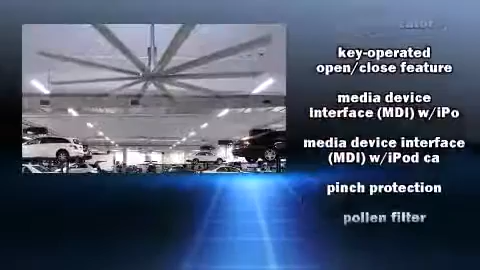 key-operated
open/close feature
media device
Interface (MDI) w/iPo
media device interface
(MDI) w/iPod ca
pinch protection
pollen filter